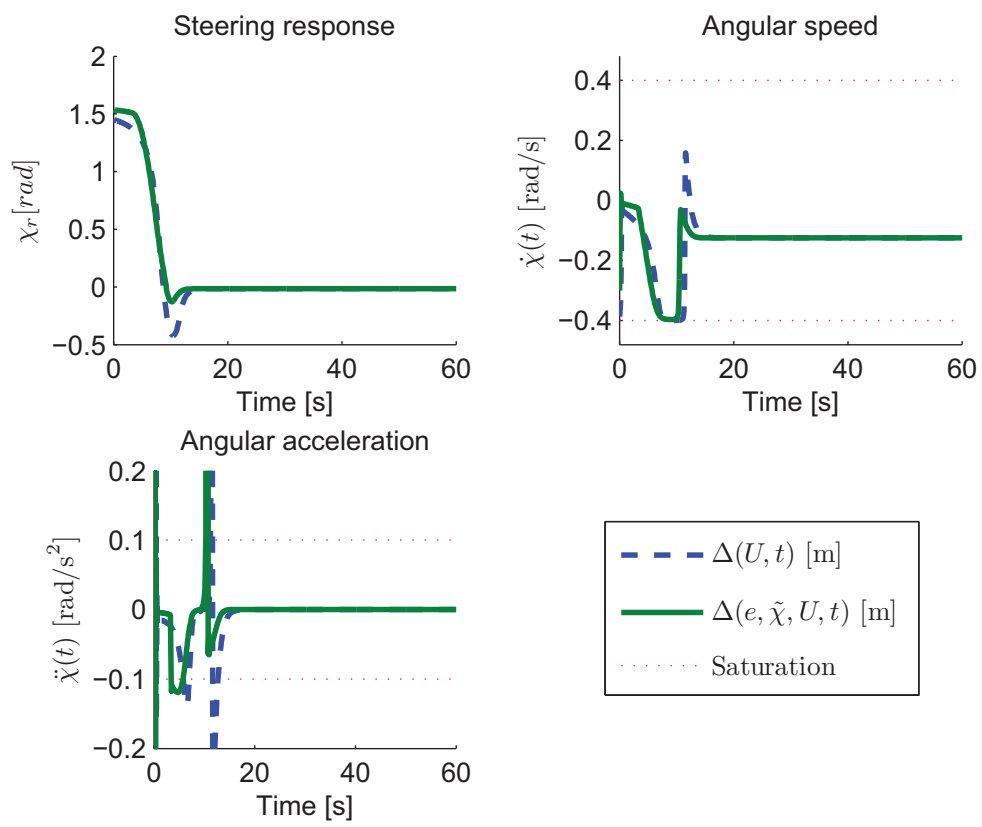 Steering response
2
1.5
1
0.5
0
−0.5
χ_r [rad]
0 20 40 60
Time [s]
Angular speed
0.4
0.2
0
−0.2
−0.4
χ̇(t) [rad/s]
0 20 40 60
Time [s]
Angular acceleration
0.2
0.1
0
−0.1
−0.2
χ̈(t) [rad/s²]
0 20 40 60
Time [s]
Δ(U, t) [m]
Δ(e, χ̃, U, t) [m]
Saturation